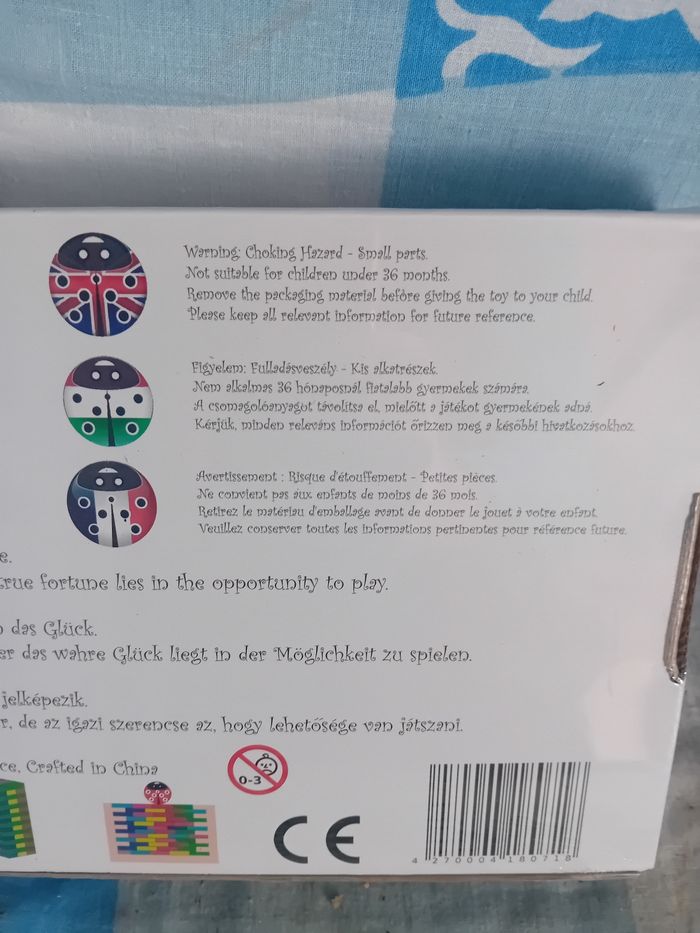 Warning: Choking Hazard - Small parts.
Not suitable for children under 36 months.
Remove the packaging material before giving the toy to your child.
Please keep all relevant information for future reference.
Figyelem: Fulladásveszély - Kis alkatrészek.
Nem alkalmas 36 hónaposnál fiatalabb gyermekek számára.
A csomagolóanyagot távolítsa el, mielőtt a játékot gyermekének adná.
Kérjük, minden releváns információt őrizzen meg a későbbi hivatkozásokhoz.
Avertissement : Risque d'étouffement - Petites pièces.
Ne convient pas aux enfants de moins de 36 mois.
Retirez le matériau d'emballage avant de donner le jouet à votre enfant.
Veuillez conserver toutes les informations pertinentes pour référence future.
e.
true fortune lies in the opportunity to play.
das Glück.
er das wahre Glück liegt in der Möglichkeit zu spielen.
jelképezik.
r, de az igazi szerencse az, hogy lehetősége van játszani.
ce, Crafted in China
0-3
CE
4 270004 180718